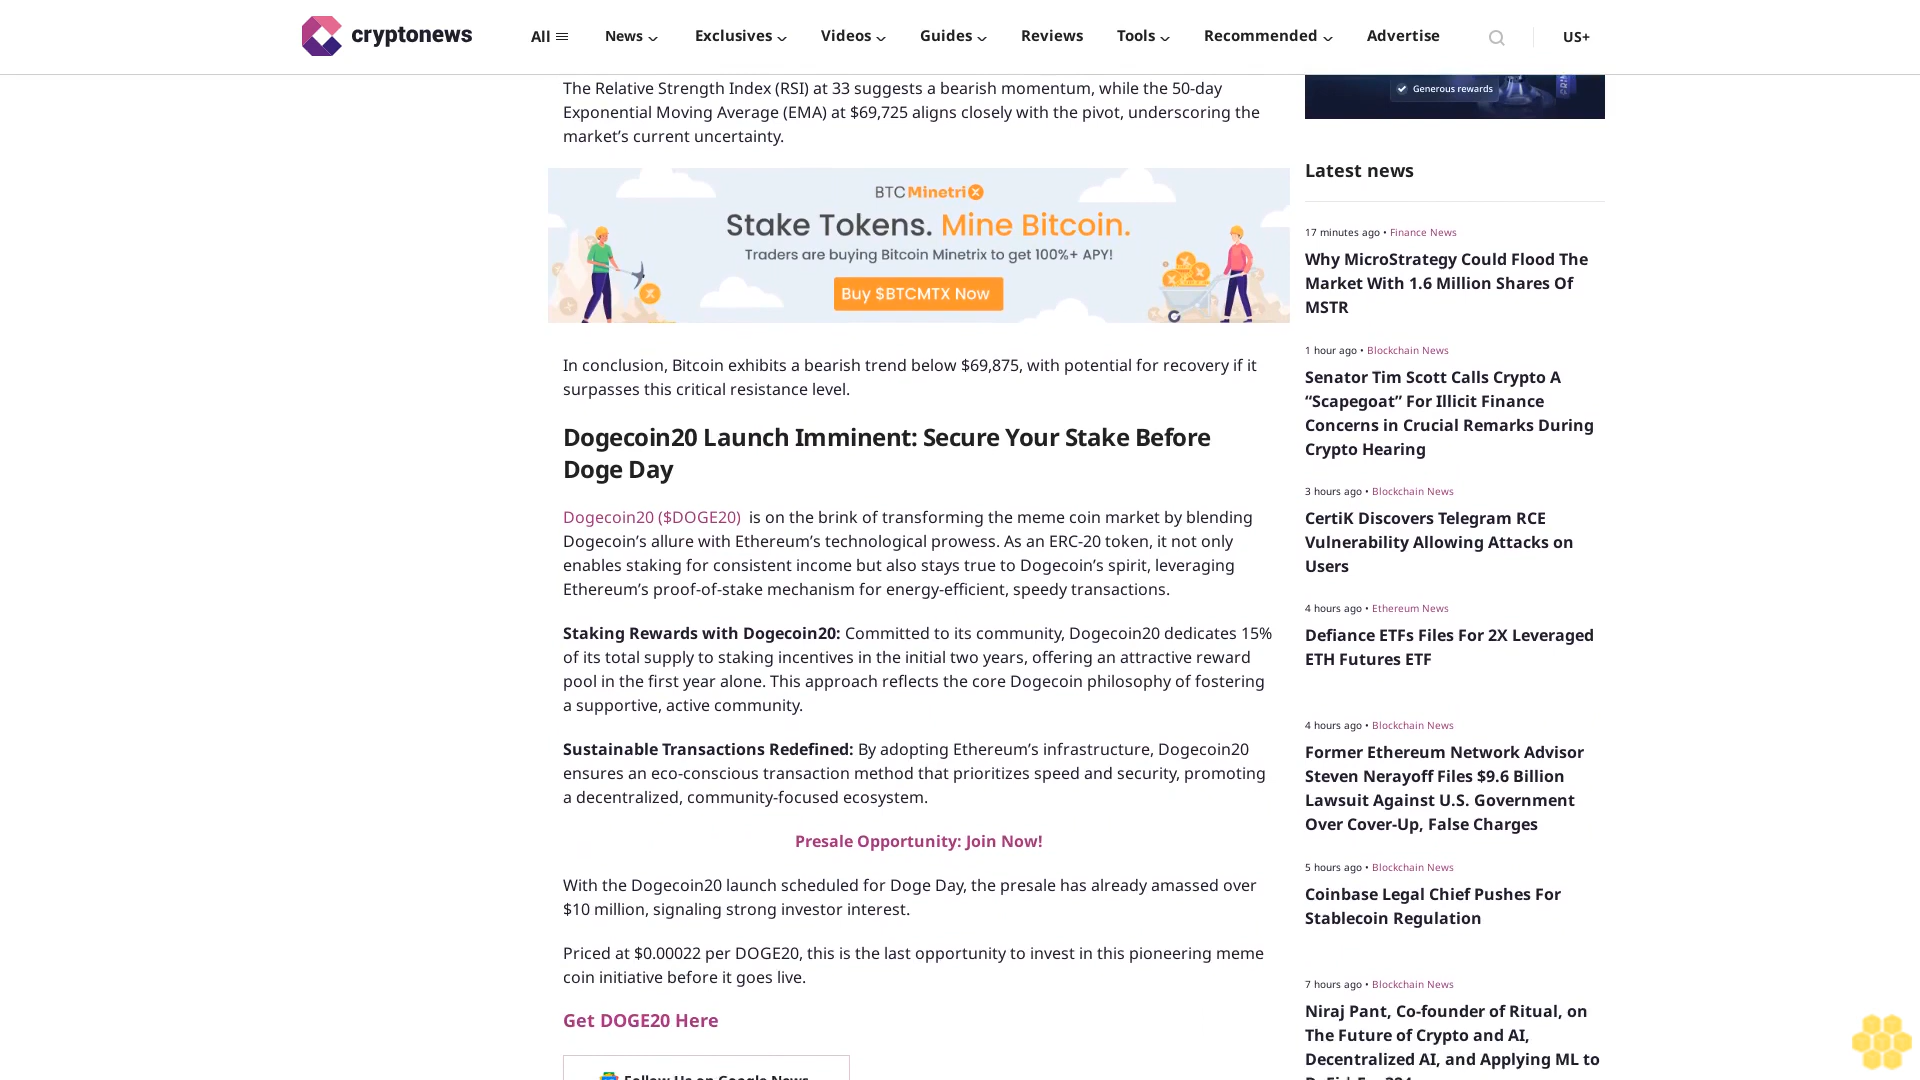 cryptonews
All
News
Exclusives
Videos
Guides
Reviews
Tools
Recommended
Advertise
US+
The Relative Strength Index (RSI) at 33 suggests a bearish momentum, while the 50-day
Exponential Moving Average (EMA) at $69,725 aligns closely with the pivot, underscoring the
market’s current uncertainty.
BTC Minetrix
Stake Tokens. Mine Bitcoin.
Traders are buying Bitcoin Minetrix to get 100%+ APY!
Buy $BTCMTX Now
In conclusion, Bitcoin exhibits a bearish trend below $69,875, with potential for recovery if it
surpasses this critical resistance level.
Dogecoin20 Launch Imminent: Secure Your Stake Before
Doge Day
Dogecoin20 ($DOGE20) is on the brink of transforming the meme coin market by blending
Dogecoin’s allure with Ethereum’s technological prowess. As an ERC-20 token, it not only
enables staking for consistent income but also stays true to Dogecoin’s spirit, leveraging
Ethereum’s proof-of-stake mechanism for energy-efficient, speedy transactions.
Staking Rewards with Dogecoin20: Committed to its community, Dogecoin20 dedicates 15%
of its total supply to staking incentives in the initial two years, offering an attractive reward
pool in the first year alone. This approach reflects the core Dogecoin philosophy of fostering
a supportive, active community.
Sustainable Transactions Redefined: By adopting Ethereum’s infrastructure, Dogecoin20
ensures an eco-conscious transaction method that prioritizes speed and security, promoting
a decentralized, community-focused ecosystem.
Presale Opportunity: Join Now!
With the Dogecoin20 launch scheduled for Doge Day, the presale has already amassed over
$10 million, signaling strong investor interest.
Priced at $0.00022 per DOGE20, this is the last opportunity to invest in this pioneering meme
coin initiative before it goes live.
Get DOGE20 Here
Follow Us on Google News
Generous rewards
Latest news
17 minutes ago • Finance News
Why MicroStrategy Could Flood The
Market With 1.6 Million Shares Of
MSTR
1 hour ago • Blockchain News
Senator Tim Scott Calls Crypto A
“Scapegoat” For Illicit Finance
Concerns in Crucial Remarks During
Crypto Hearing
3 hours ago • Blockchain News
CertiK Discovers Telegram RCE
Vulnerability Allowing Attacks on
Users
4 hours ago • Ethereum News
Defiance ETFs Files For 2X Leveraged
ETH Futures ETF
4 hours ago • Blockchain News
Former Ethereum Network Advisor
Steven Nerayoff Files $9.6 Billion
Lawsuit Against U.S. Government
Over Cover-Up, False Charges
5 hours ago • Blockchain News
Coinbase Legal Chief Pushes For
Stablecoin Regulation
7 hours ago • Blockchain News
Niraj Pant, Co-founder of Ritual, on
The Future of Crypto and AI,
Decentralized AI, and Applying ML to